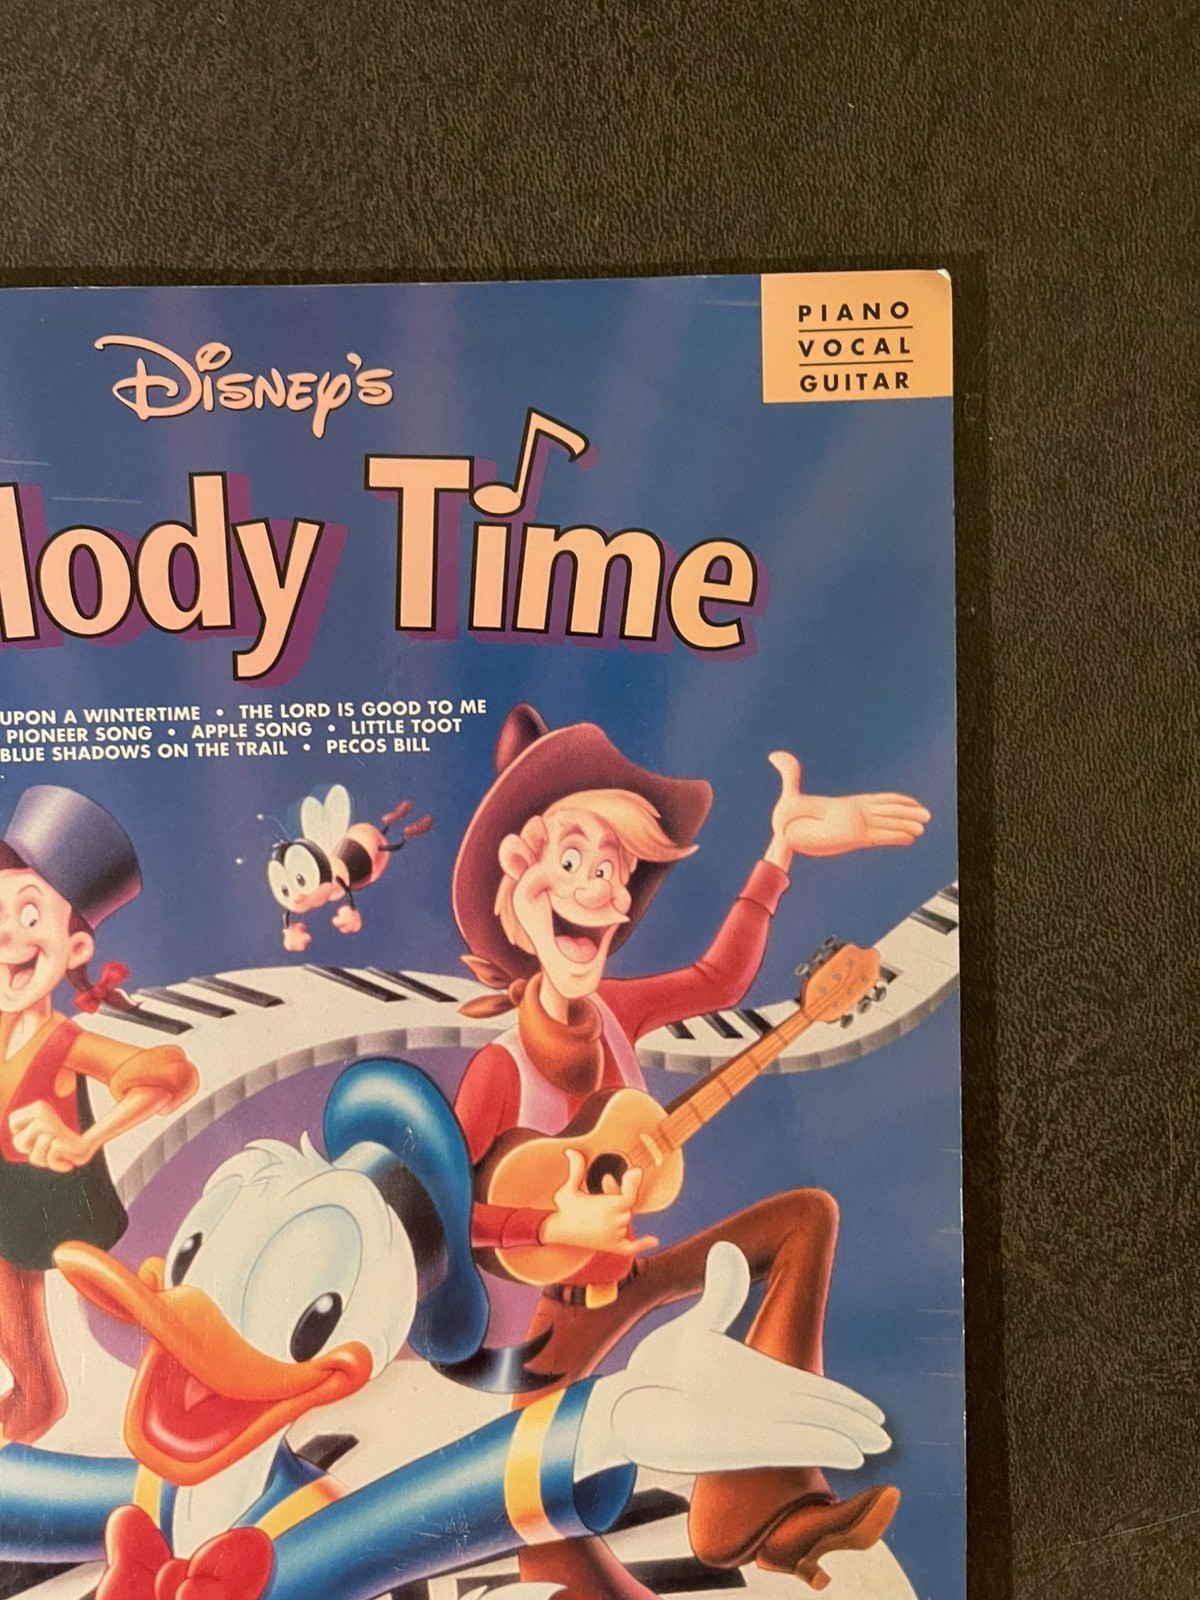 PIANO
VOCAL
GUITAR
DISNEY'S
lody Time
UPON A WINTERTIME • THE LORD IS GOOD TO ME
PIONEER SONG • APPLE SONG • LITTLE TOOT
BLUE SHADOWS ON THE TRAIL • PECOS BILL